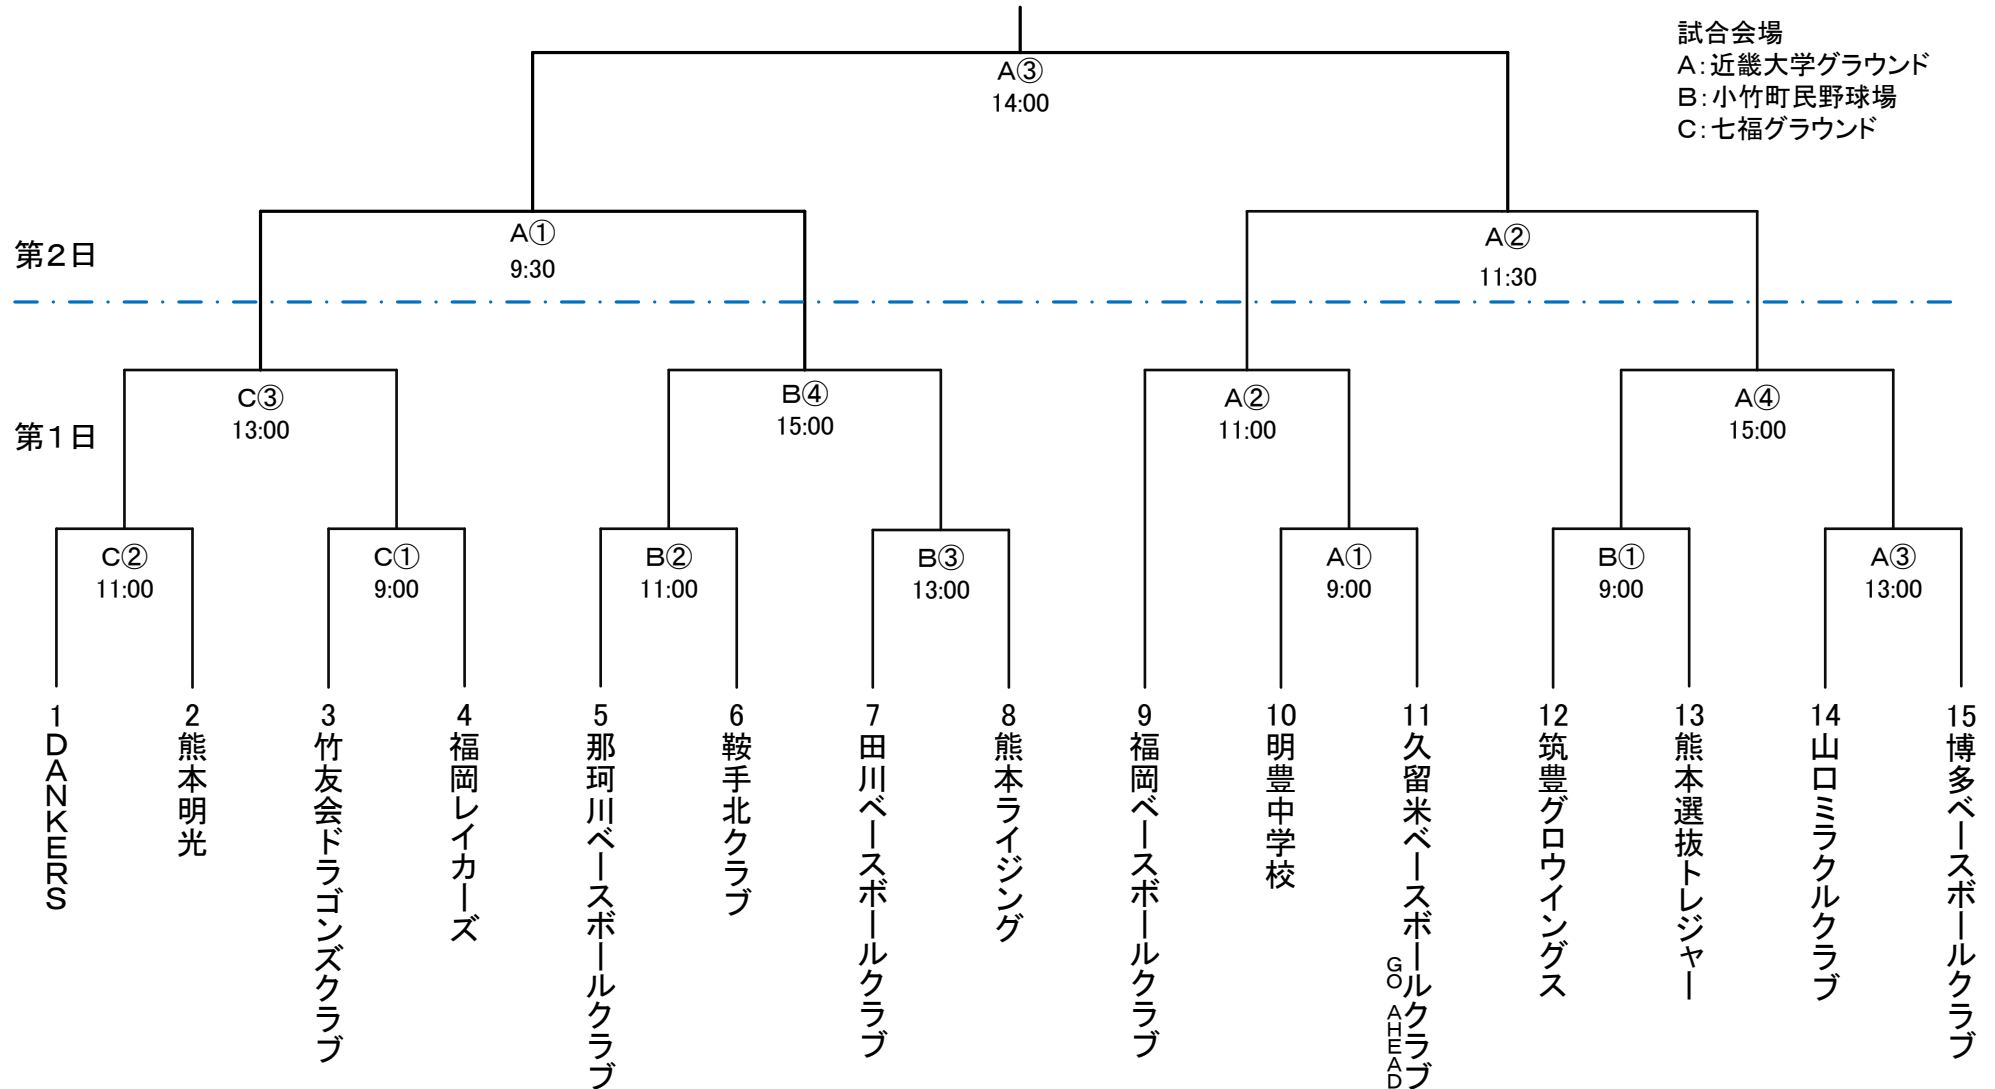 試合会場
A:近畿大学グラウンド
B:小竹町民野球場
C:七福グラウンド
A③
14:00
第2日
A①
9:30
A②
11:30
第1日
C③
13:00
B④
15:00
A②
11:00
A④
15:00
C②
11:00
C①
9:00
B②
11:00
B③
13:00
A①
9:00
B①
9:00
A③
13:00
1 DANKERS
2 熊本明光
3 竹友会ドラゴンズクラブ
4 福岡レイカーズ
5 那珂川ベースボールクラブ
6 鞍手北クラブ
7 田川ベースボールクラブ
8 熊本ライジング
9 福岡ベースボールクラブ
10 明豊中学校
11 久留米ベースボールクラブ
GO AHEAD
12 筑豊グロウイングス
13 熊本選抜トレジャー
14 山口ミラクルクラブ
15 博多ベースボールクラブ